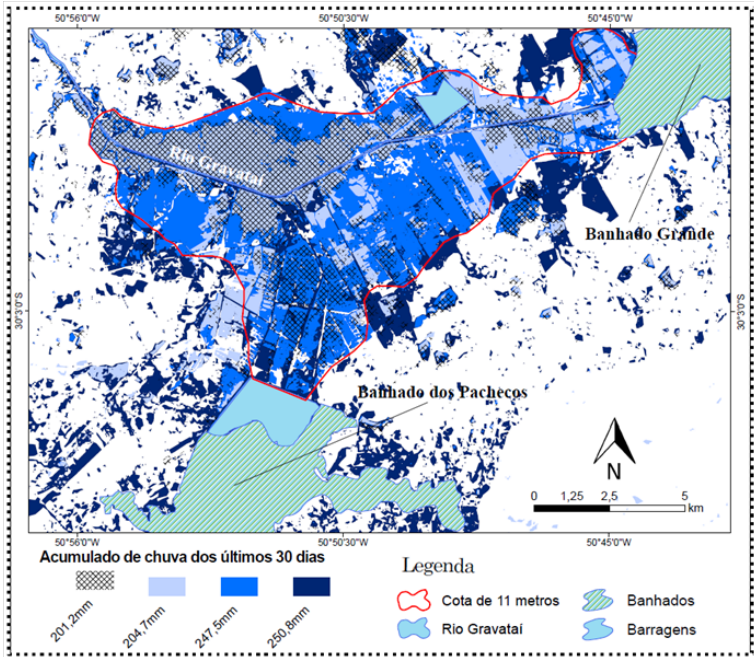 50°56'0"W 50°50'30"W 50°45'0"W
Rio Gravataí
Banhado Grande
30°3'0"S 30°3'0"S
Banhado dos Pachecos
N
0 1,25 2,5 5
km
50°56'0"W 50°50'30"W 50°45'0"W
Acumulado de chuva dos últimos 30 dias
201,2mm 204,7mm 247,5mm 250,8mm
Legenda
Cota de 11 metros Banhados
Rio Gravataí Barragens